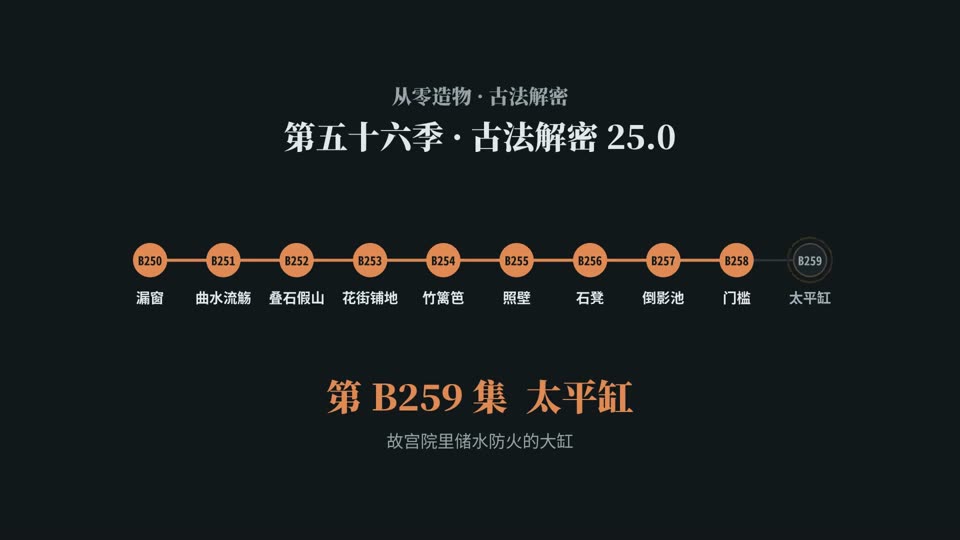 从零造物 · 古法解密
第五十六季 · 古法解密 25.0
B250 B251 B252 B253 B254 B255 B256 B257 B258 B259
漏窗 曲水流觞 叠石假山 花街铺地 竹篱笆 照壁 石凳 倒影池 门槛 太平缸
第 B259 集 太平缸
故宫院里储水防火的大缸